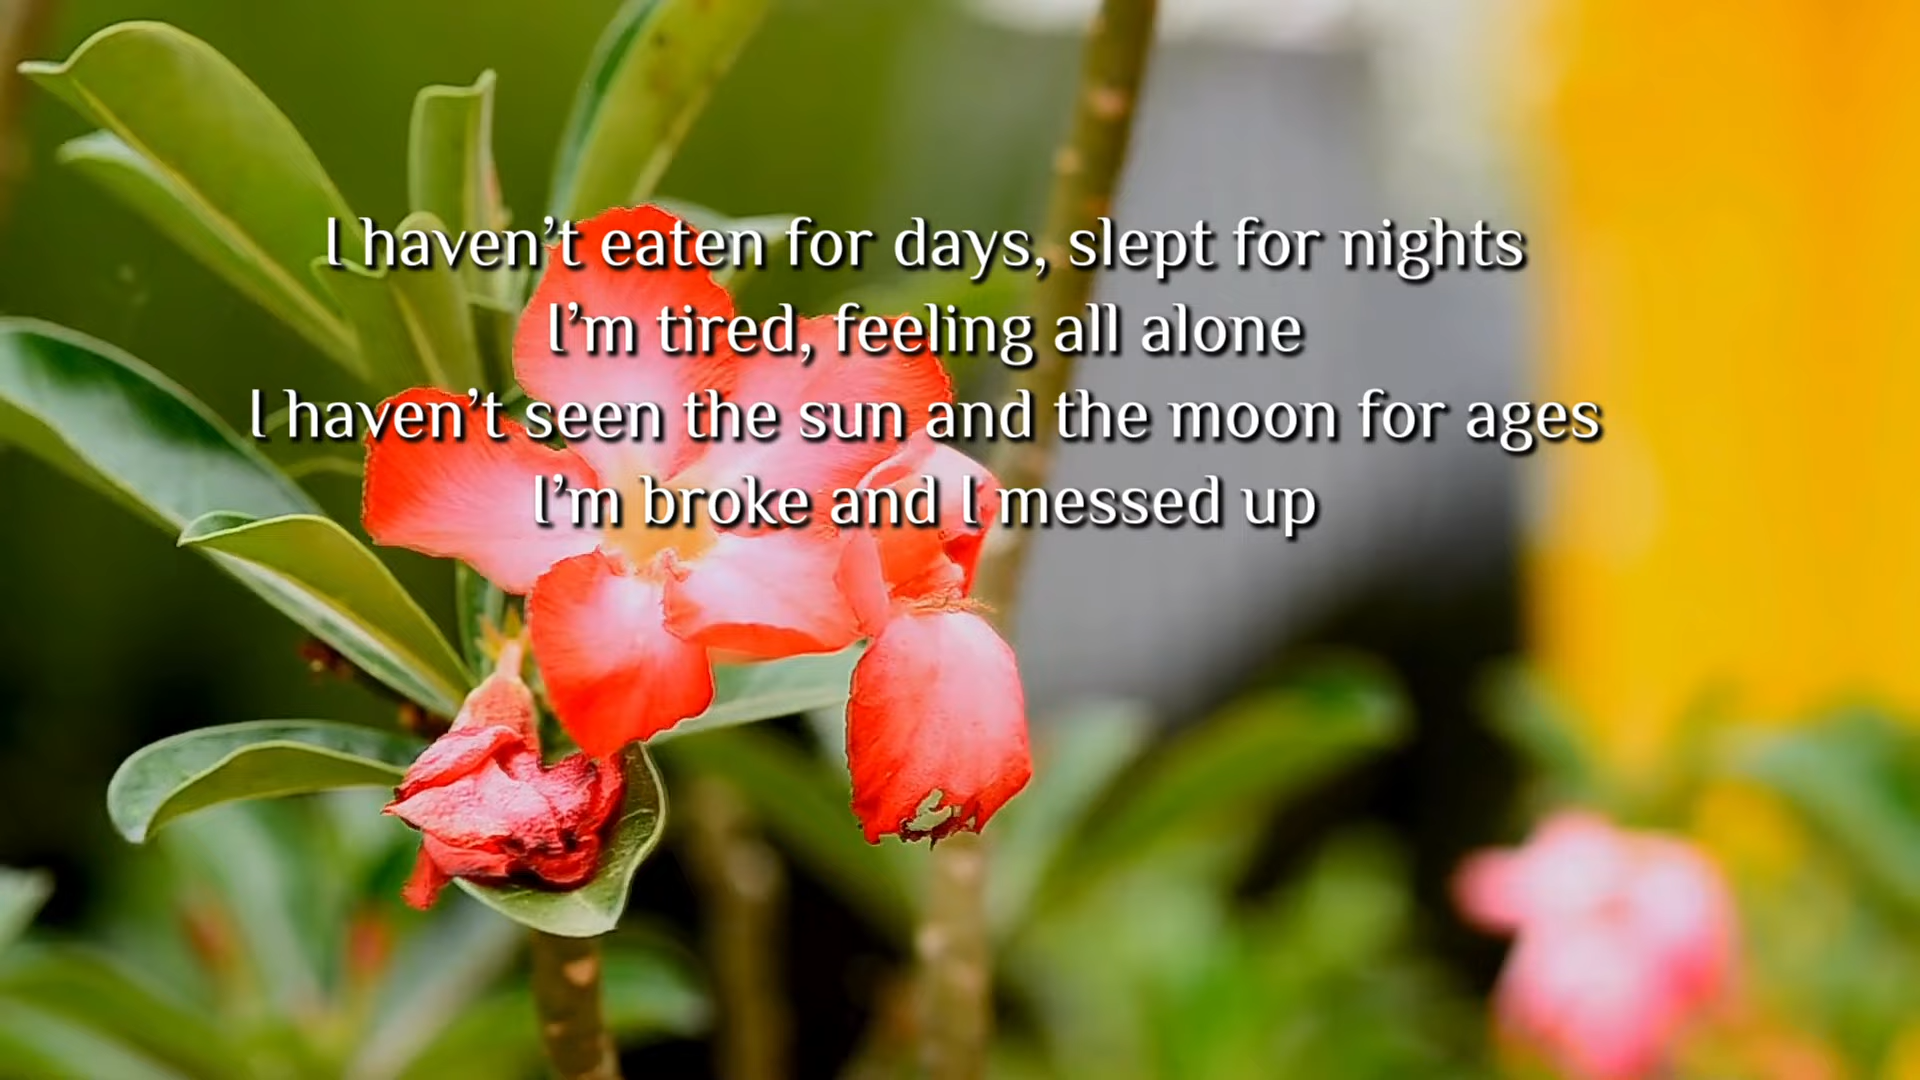 I haven’t eaten for days, slept for nights
I’m tired, feeling all alone
I haven’t seen the sun and the moon for ages
I’m broke and I messed up